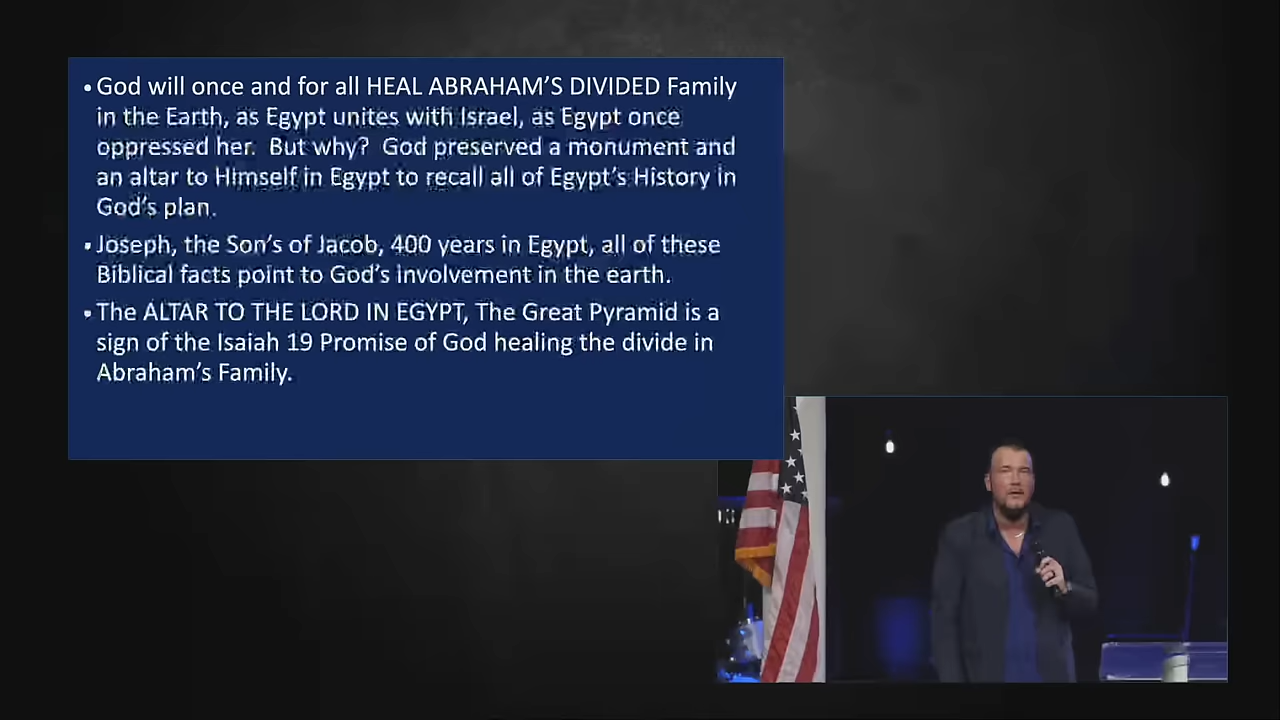 • God will once and for all HEAL ABRAHAM’S DIVIDED Family
in the Earth, as Egypt unites with Israel, as Egypt once
oppressed her. But why? God preserved a monument and
an altar to Himself in Egypt to recall all of Egypt’s History in
God’s plan.
• Joseph, the Son’s of Jacob, 400 years in Egypt, all of these
Biblical facts point to God’s involvement in the earth.
• The ALTAR TO THE LORD IN EGYPT, The Great Pyramid is a
sign of the Isaiah 19 Promise of God healing the divide in
Abraham’s Family.